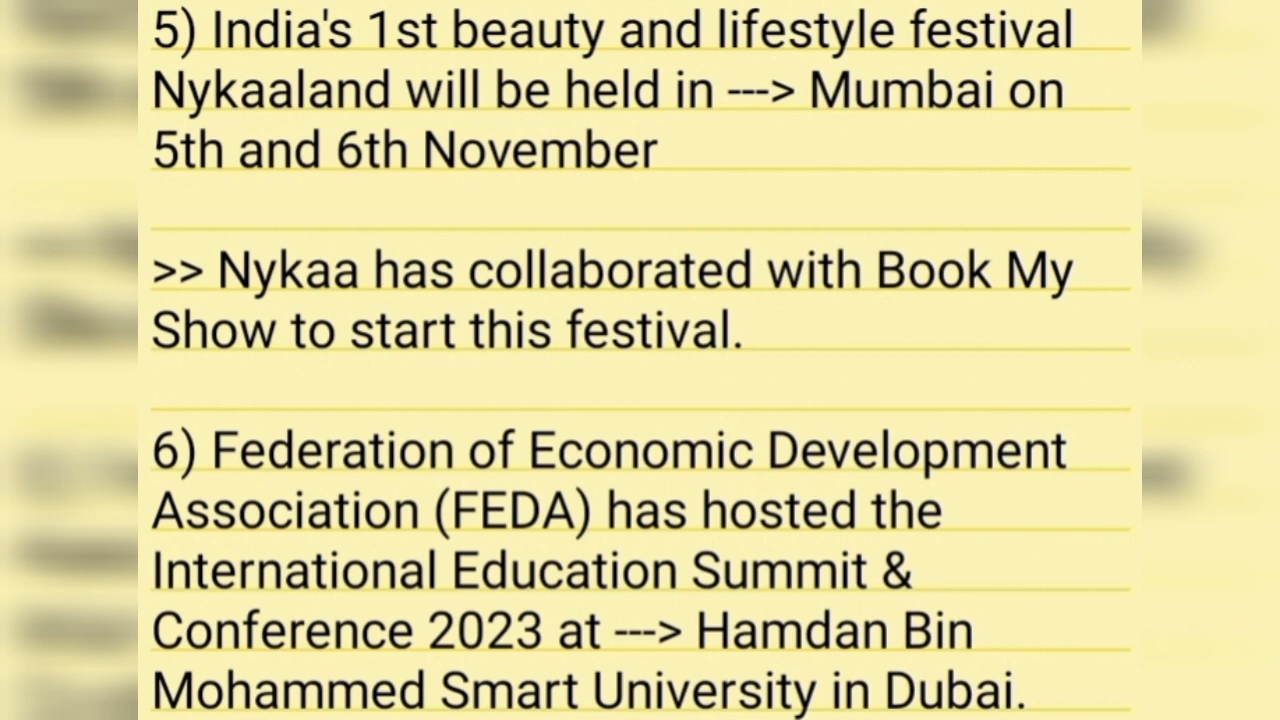 5) India's 1st beauty and lifestyle festival
Nykaaland will be held in ---> Mumbai on
5th and 6th November
>> Nykaa has collaborated with Book My
Show to start this festival.
6) Federation of Economic Development
Association (FEDA) has hosted the
International Education Summit &
Conference 2023 at ---> Hamdan Bin
Mohammed Smart University in Dubai.